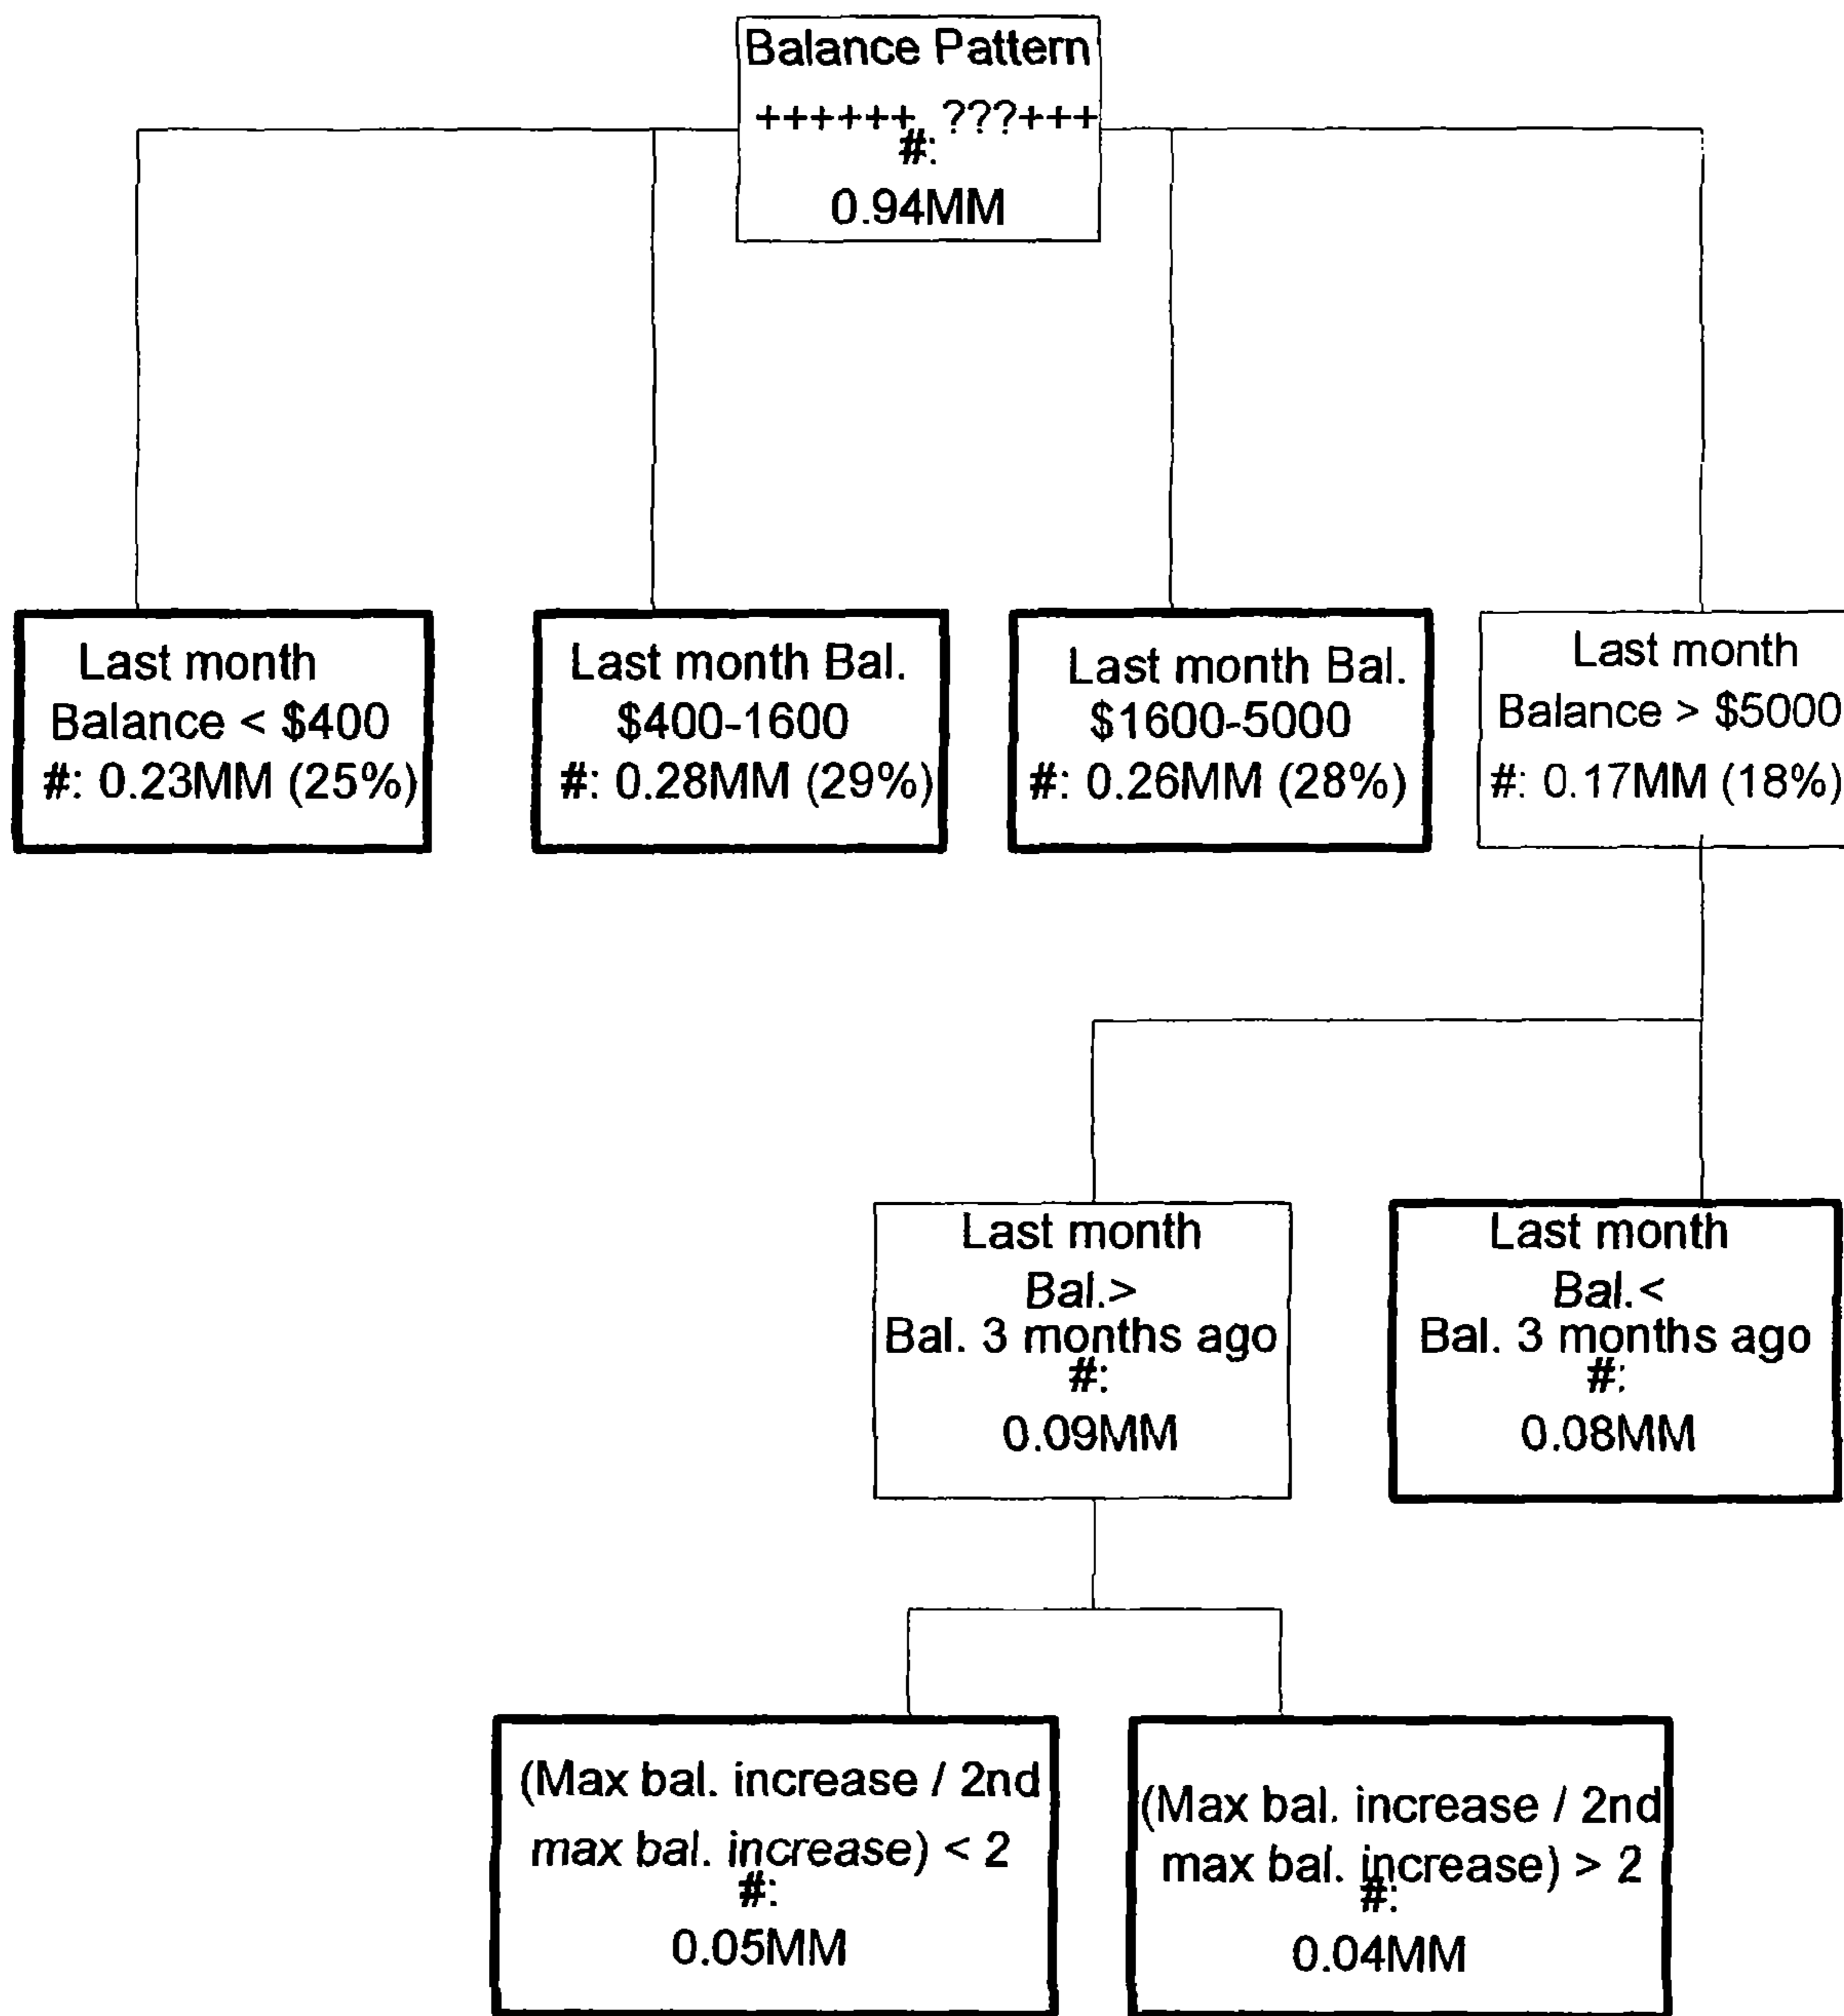 Balance Pattern
++++++ ???+++
#:
0.94MM
Last month
Balance < $400
#: 0.23MM (25%)
Last month Bal.
$400-1600
#: 0.28MM (29%)
Last month Bal.
$1600-5000
#: 0.26MM (28%)
Last month
Balance > $5000
#: 0.17MM (18%)
Last month
Bal.>
Bal. 3 months ago
#:
0.09MM
Last month
Bal.<
Bal. 3 months ago
#:
0.08MM
(Max bal. increase / 2nd
max bal. increase) < 2
#:
0.05MM
(Max bal. increase / 2nd
max bal. increase) > 2
#:
0.04MM